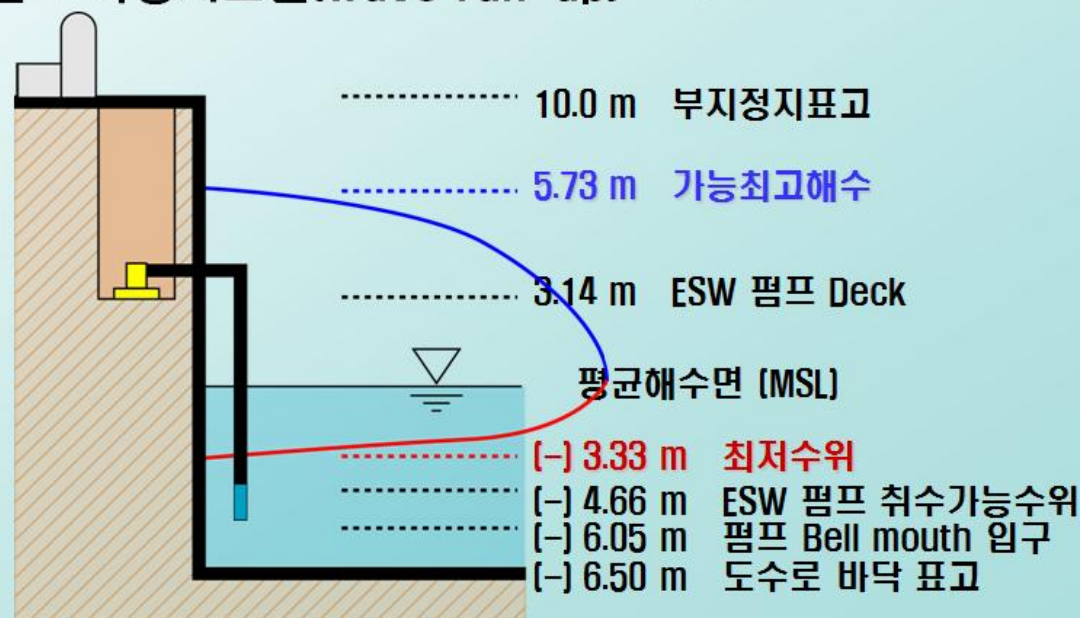 10.0 m 부지정지표고
5.73 m 가능최고해수
3.14 m ESW 펌프 Deck
평균해수면 (MSL)
(-) 3.33 m 최저수위
(-) 4.66 m ESW 펌프 취수가능수위
(-) 6.05 m 펌프 Bell mouth 입구
(-) 6.50 m 도수로 바닥 표고